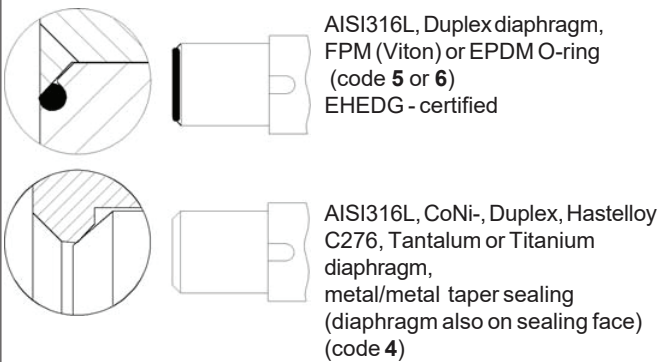 AISI316L, Duplex diaphragm,
FPM (Viton) or EPDM O-ring
(code 5 or 6)
EHEDG - certified
AISI316L, CoNi-, Duplex, Hastelloy
C276, Tantalum or Titanium
diaphragm,
metal/metal taper sealing
(diaphragm also on sealing face)
(code 4)